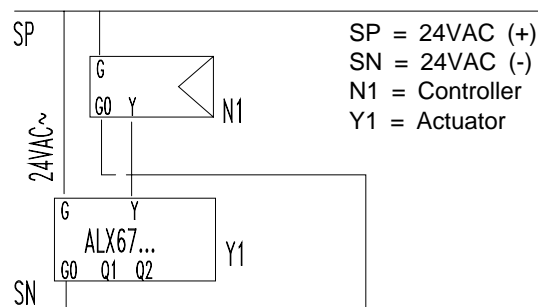 SP
SP = 24VAC (+)
SN = 24VAC (-)
N1 = Controller
Y1 = Actuator
G
G0 Y
N1
24VAC~
G Y
ALX67...
G0 Q1 Q2
Y1
SN